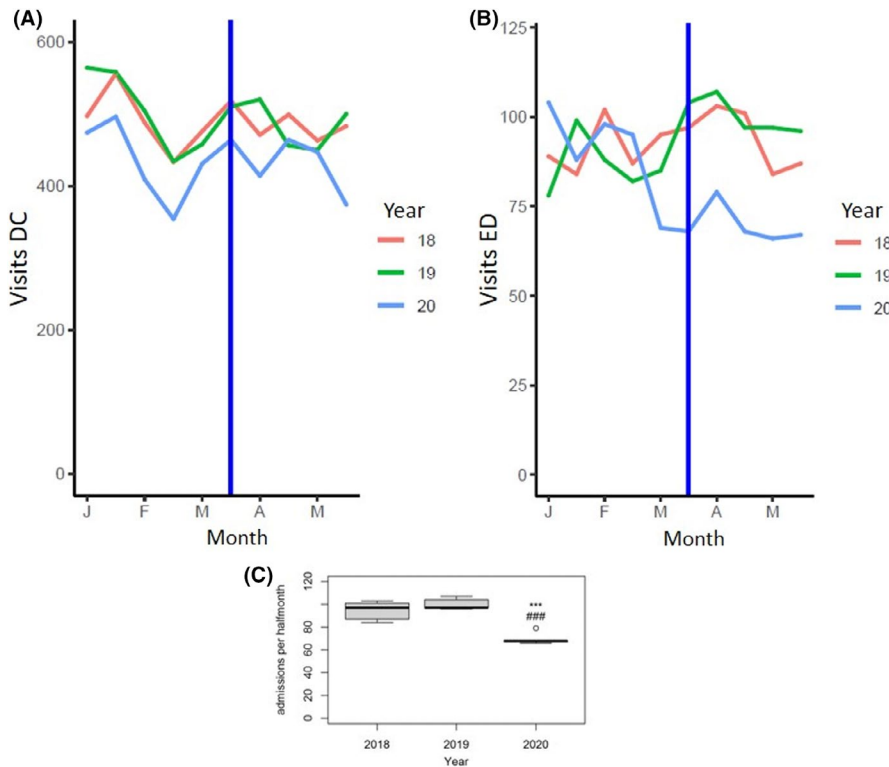 (A)
600
400
200
0
Visits DC
J F M A M
Month
Year
18
19
20
(B)
125
100
75
50
25
0
Visits ED
J F M A M
Month
Year
18
19
20
(C)
120
80
60
40
20
0
admissions per halfmonth
***
###
2018 2019 2020
Year